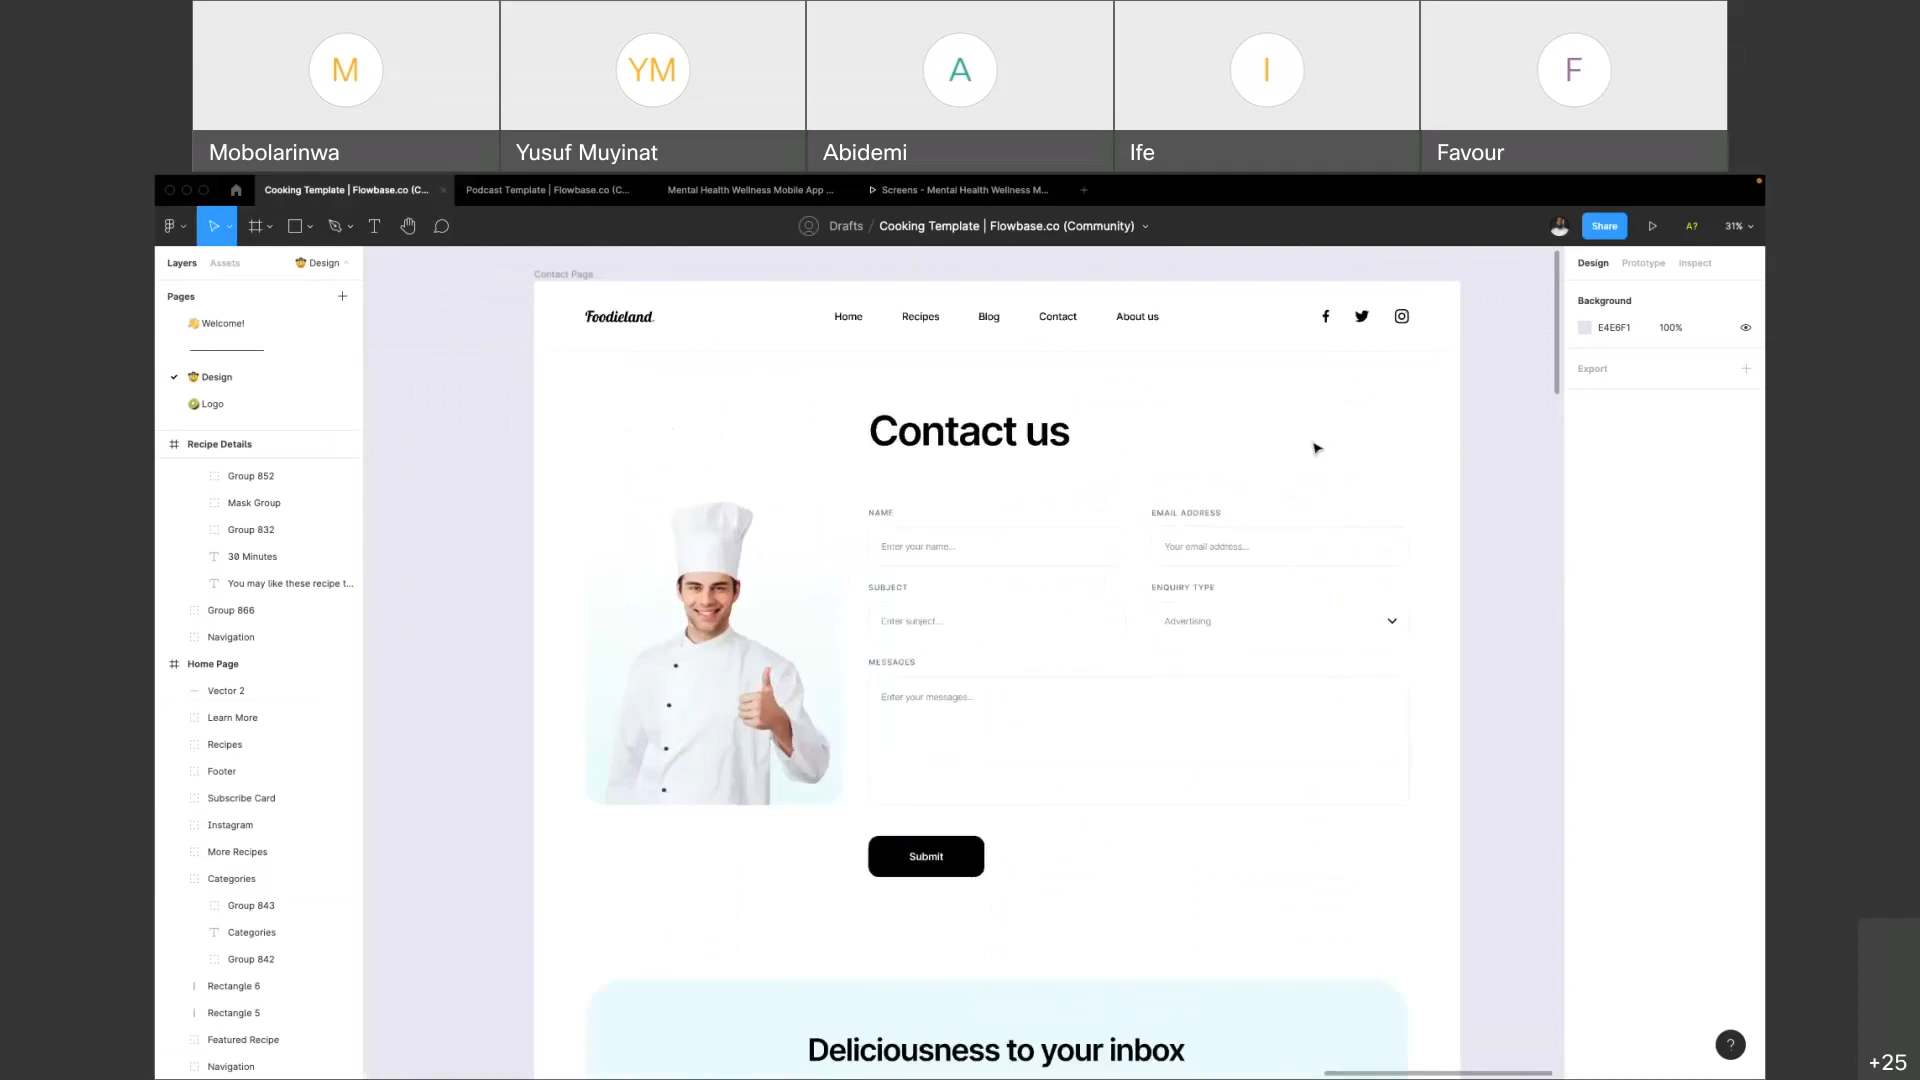 M
YM
A
I
F
Mobolarinwa
Yusuf Muyinat
Abidemi
Ife
Favour
Cooking Template | Flowbase.co (C...
Podcast Template | Flowbase.co (C...
Mental Health Wellness Mobile App ...
Screens - Mental Health Wellness M...
Drafts / Cooking Template | Flowbase.co (Community)
Share
A?
31%
Layers
Assets
Design
Pages
Welcome!
Design
Logo
Recipe Details
Group 852
Mask Group
Group 832
30 Minutes
You may like these recipe t...
Group 866
Navigation
Home Page
Vector 2
Learn More
Recipes
Footer
Subscribe Card
Instagram
More Recipes
Categories
Group 843
Categories
Group 842
Rectangle 6
Rectangle 5
Featured Recipe
Navigation
Contact Page
Foodieland.
Home
Recipes
Blog
Contact
About us
Contact us
NAME
EMAIL ADDRESS
Enter your name...
Your email address...
SUBJECT
ENQUIRY TYPE
Enter subject...
Advertising
MESSAGES
Enter your messages...
Submit
Deliciousness to your inbox
Design
Prototype
Inspect
Background
E4E6F1
100%
Export
?
+25